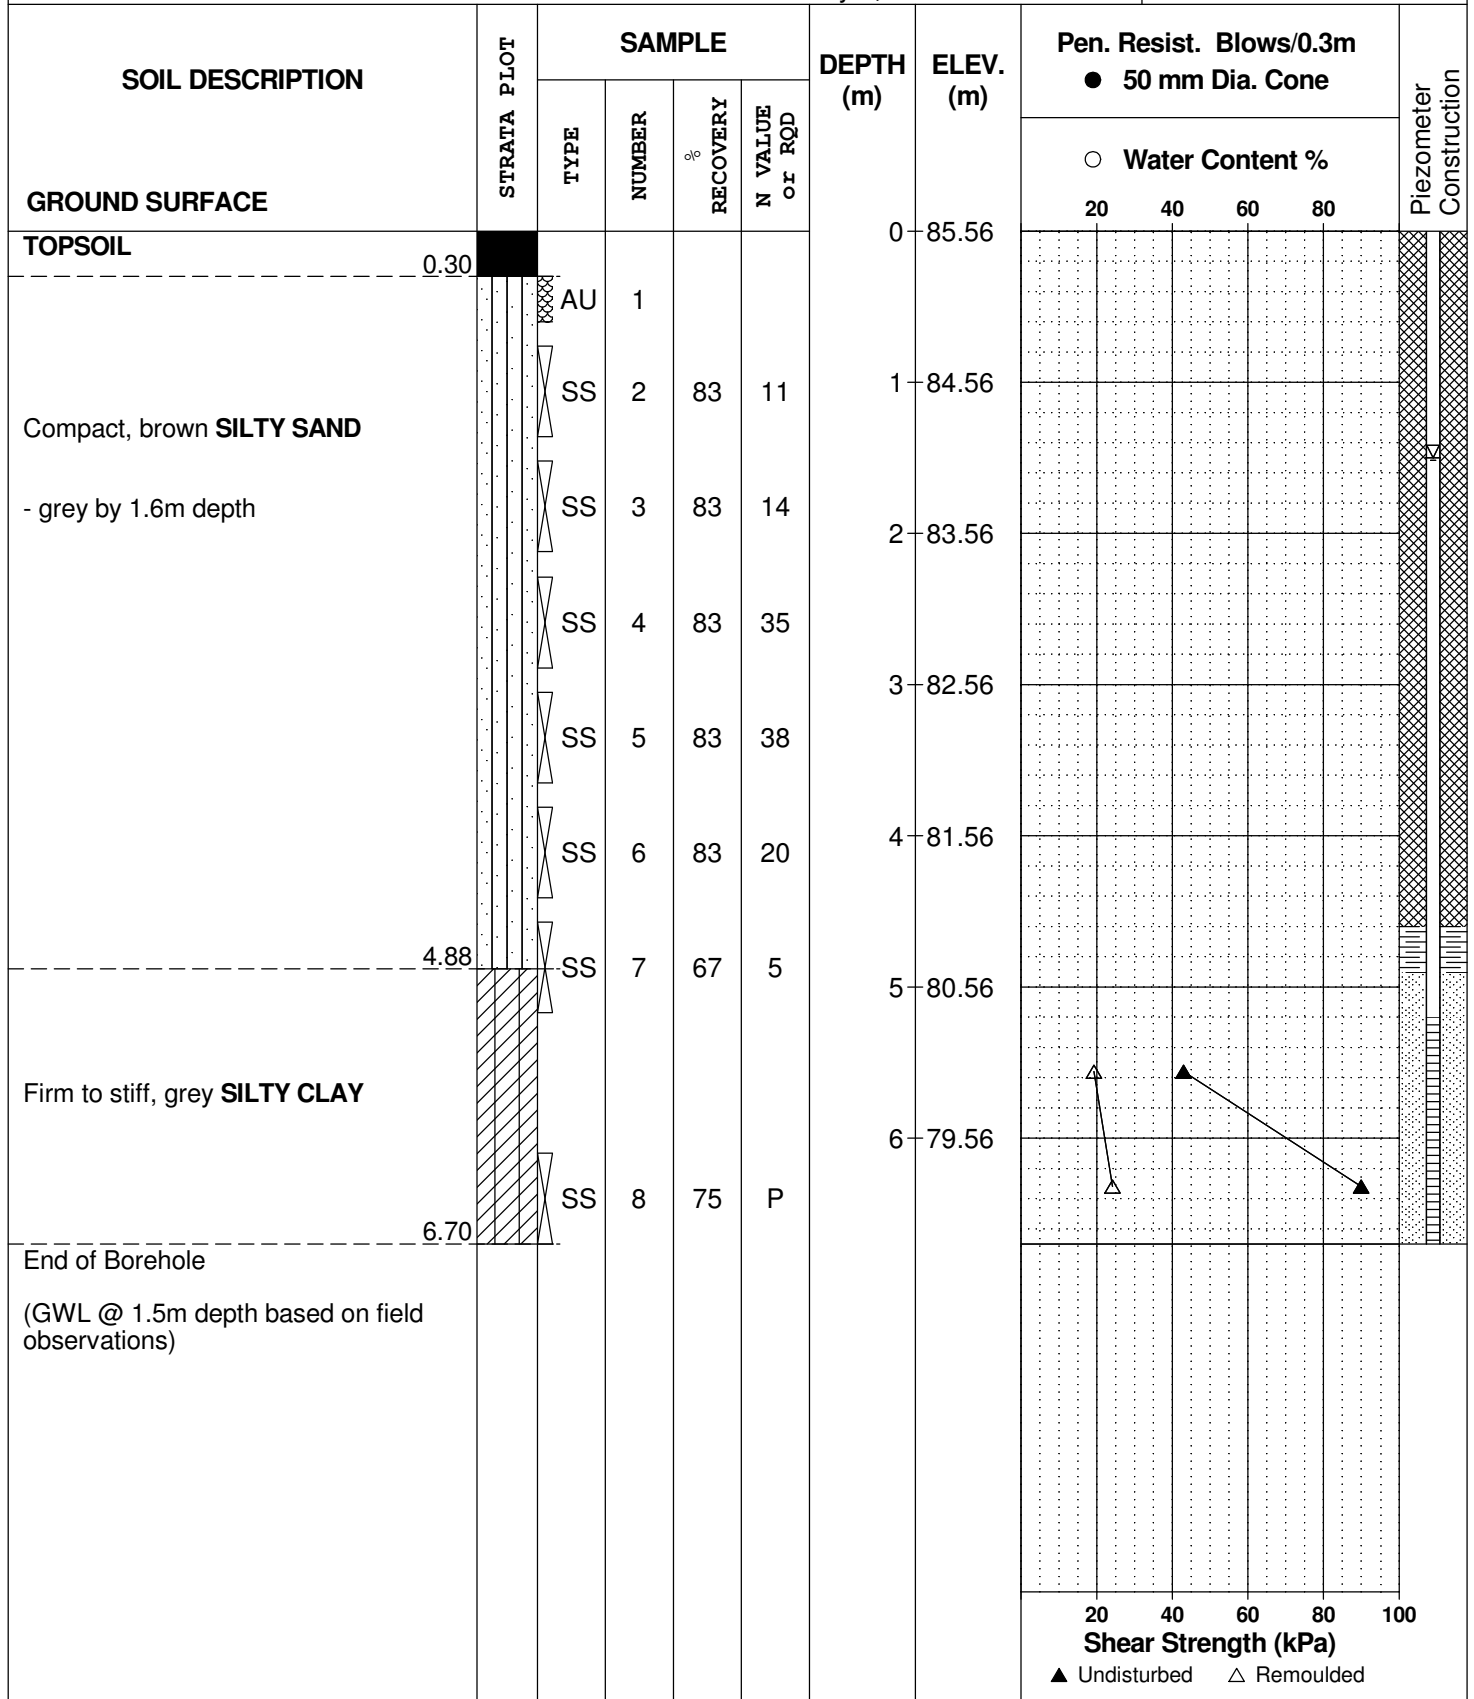 SOIL DESCRIPTION
GROUND SURFACE
STRATA PLOT
SAMPLE
TYPE
NUMBER
% RECOVERY
N VALUE or RQD
DEPTH (m)
ELEV. (m)
Pen. Resist. Blows/0.3m
● 50 mm Dia. Cone
○ Water Content %
20 40 60 80
Piezometer Construction
TOPSOIL
0.30
0 85.56
AU 1
SS 2 83 11
1 84.56
Compact, brown SILTY SAND
- grey by 1.6m depth
SS 3 83 14
2 83.56
SS 4 83 35
3 82.56
SS 5 83 38
4 81.56
SS 6 83 20
4.88
SS 7 67 5
5 80.56
Firm to stiff, grey SILTY CLAY
6 79.56
SS 8 75 P
6.70
End of Borehole
(GWL @ 1.5m depth based on field
observations)
20 40 60 80 100
Shear Strength (kPa)
▲ Undisturbed △ Remoulded